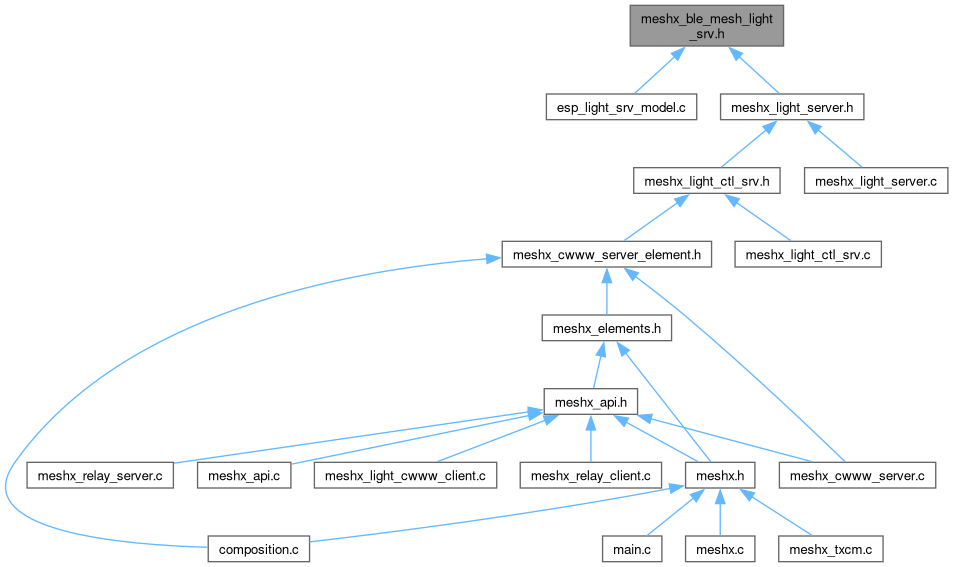 meshx_ble_mesh_light
_srv.h
esp_light_srv_model.c
meshx_light_server.h
meshx_light_ctl_srv.h
meshx_light_server.c
meshx_cwww_server_element.h
meshx_light_ctl_srv.c
meshx_elements.h
meshx_api.h
meshx_relay_server.c
meshx_api.c
meshx_light_cwww_client.c
meshx_relay_client.c
meshx.h
meshx_cwww_server.c
composition.c
main.c
meshx.c
meshx_txcm.c